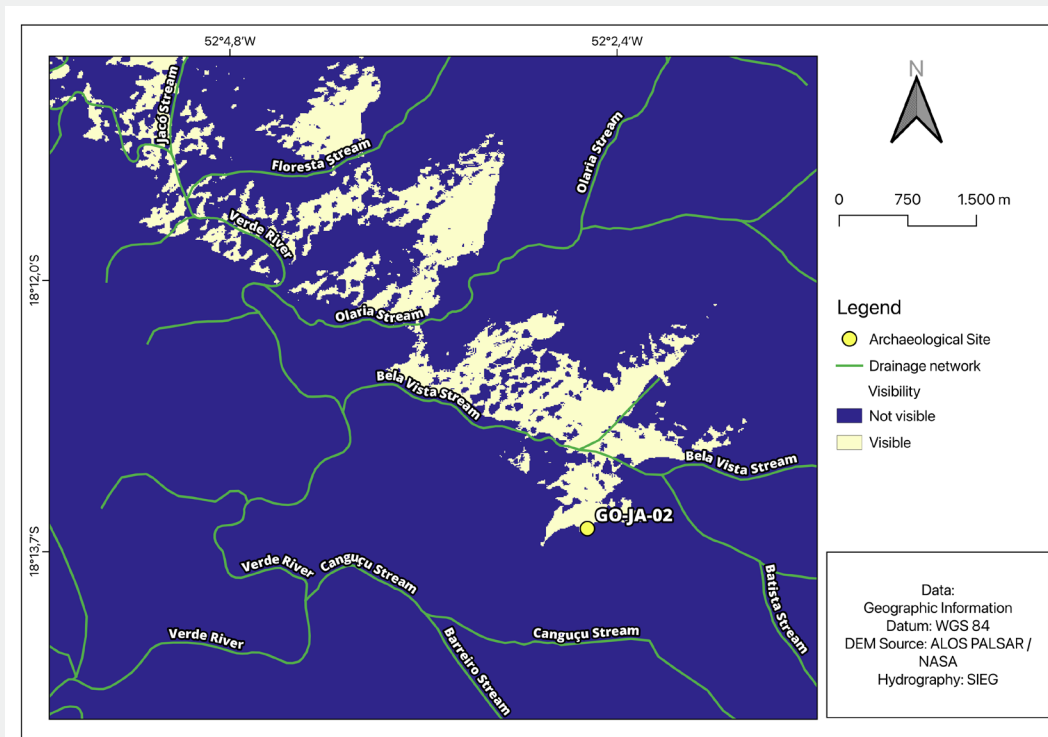 52°4,8'W
52°2,4'W
N
Jacó Stream
Floresta Stream
Olaria Stream
Verde River
0 750 1.500 m
18°12,0'S
Olaria Stream
Legend
Archaeological Site
Drainage network
Visibility
Not visible
Visible
Bela Vista Stream
Bela Vista Stream
GO-JA-02
18°13,7'S
Verde River
Canguçu Stream
Batista Stream
Verde River
Barreiro Stream
Canguçu Stream
Data:
Geographic Information
Datum: WGS 84
DEM Source: ALOS PALSAR /
NASA
Hydrography: SIEG